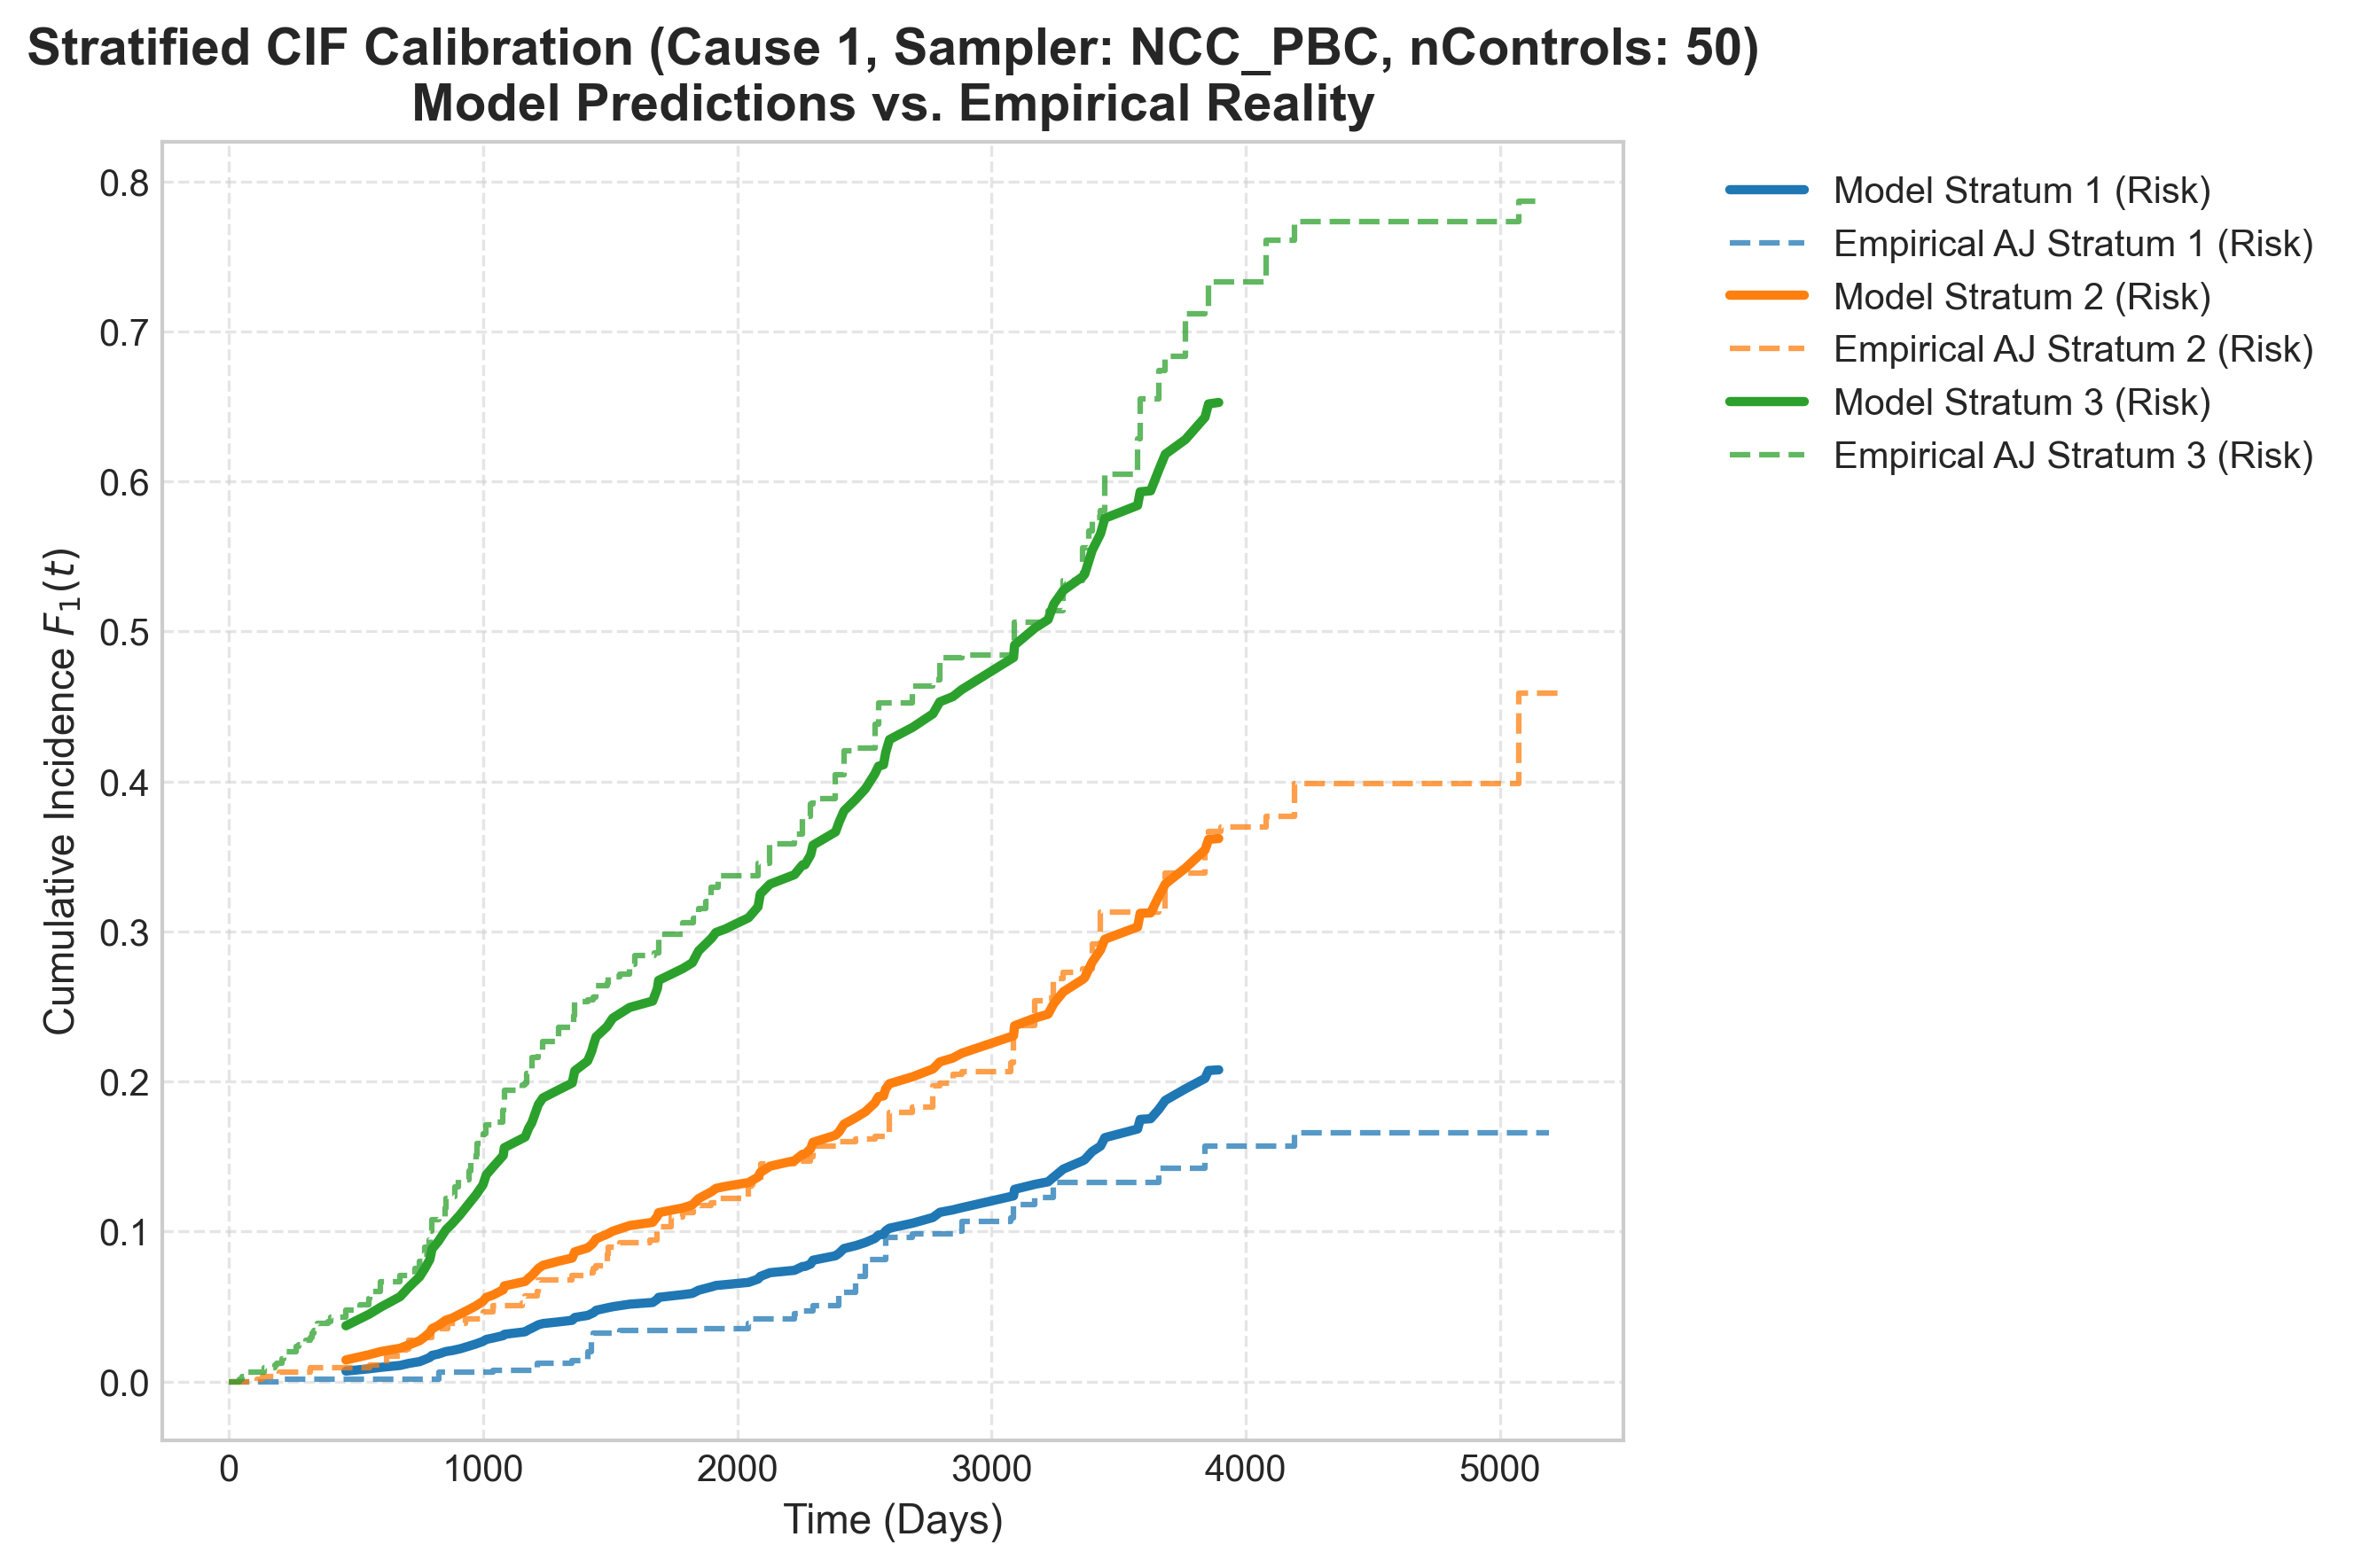 Stratified CIF Calibration (Cause 1, Sampler: NCC_PBC, nControls: 50)
Model Predictions vs. Empirical Reality
Model Stratum 1 (Risk)
Empirical AJ Stratum 1 (Risk)
Model Stratum 2 (Risk)
Empirical AJ Stratum 2 (Risk)
Model Stratum 3 (Risk)
Empirical AJ Stratum 3 (Risk)
Cumulative Incidence F₁(t)
0.8
0.7
0.6
0.5
0.4
0.3
0.2
0.1
0.0
0 1000 2000 3000 4000 5000
Time (Days)